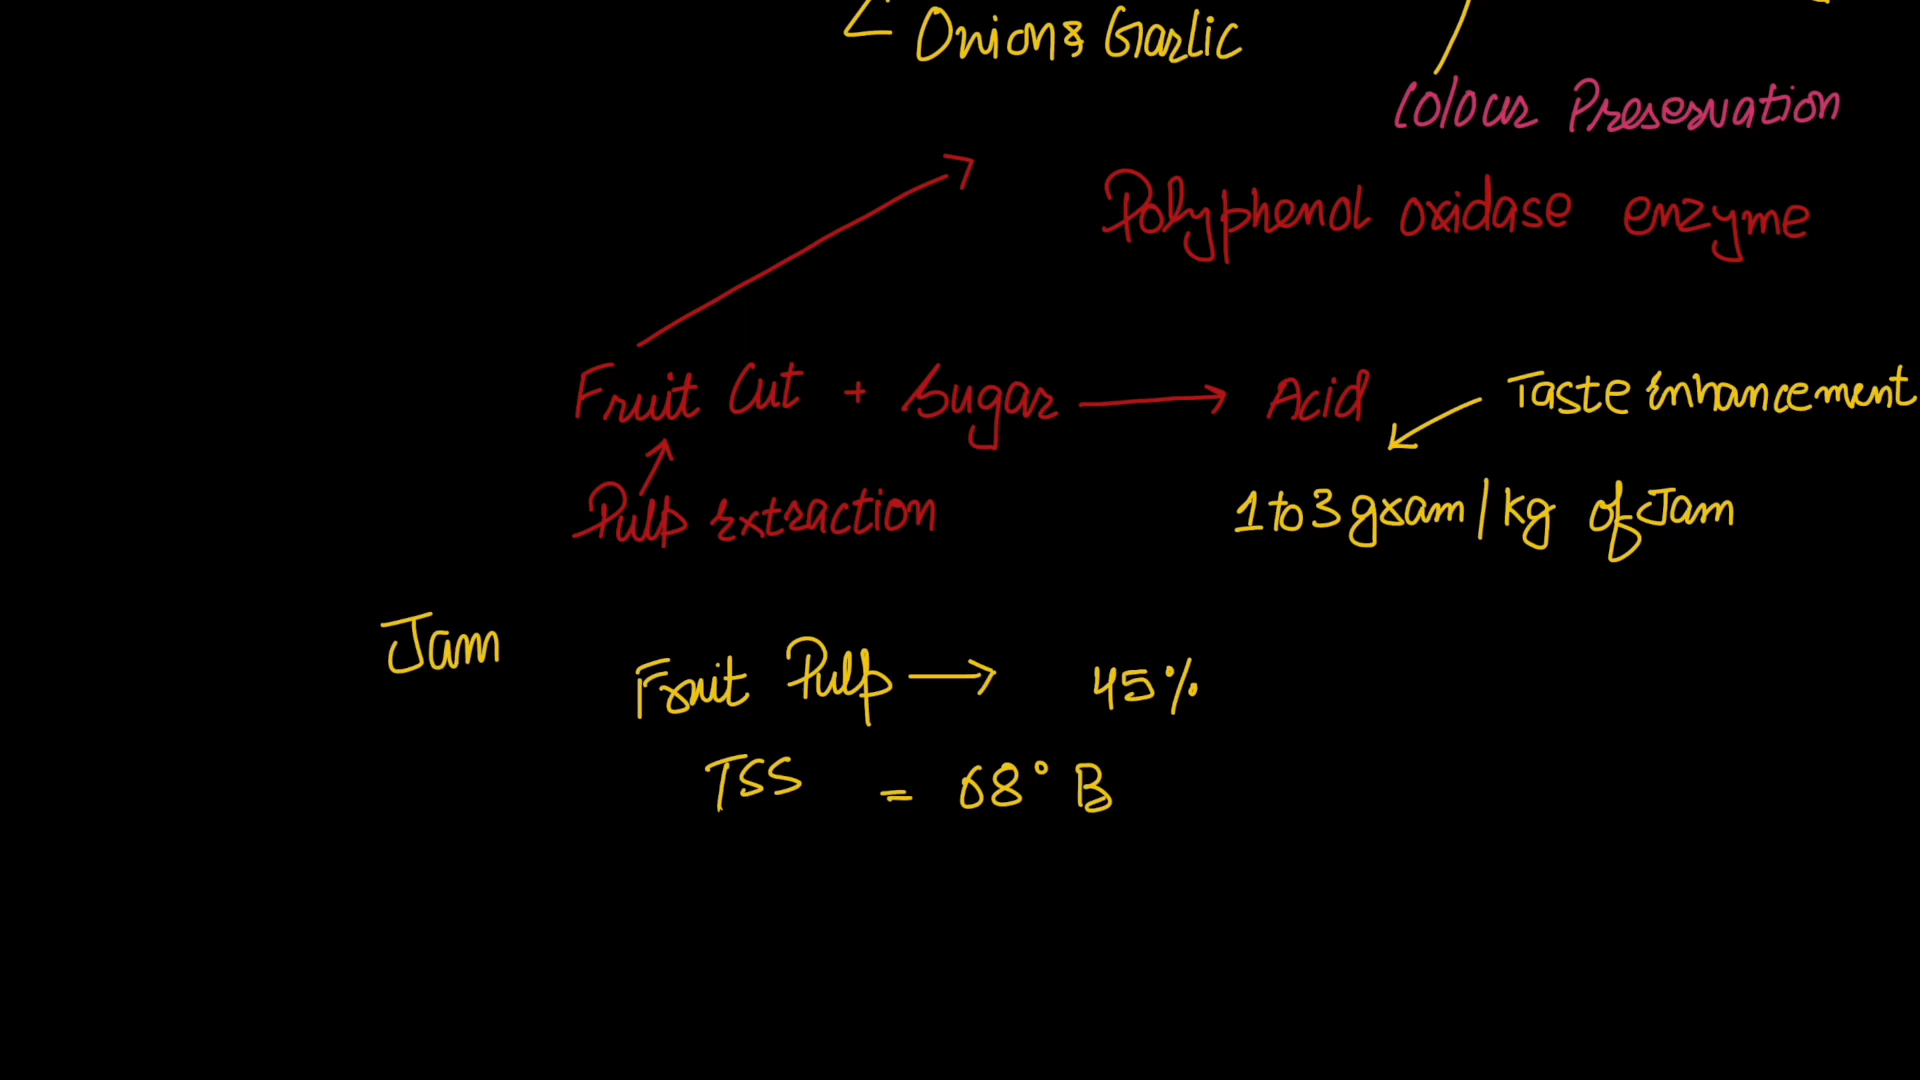 Onion & Garlic
Colour Preservation
Polyphenol oxidase enzyme
Fruit Cut + Sugar → Acid
Taste Enhancement
Pulp Extraction
1 to 3 gram / kg of Jam
Jam
Fruit Pulp → 45%
TSS = 68° B